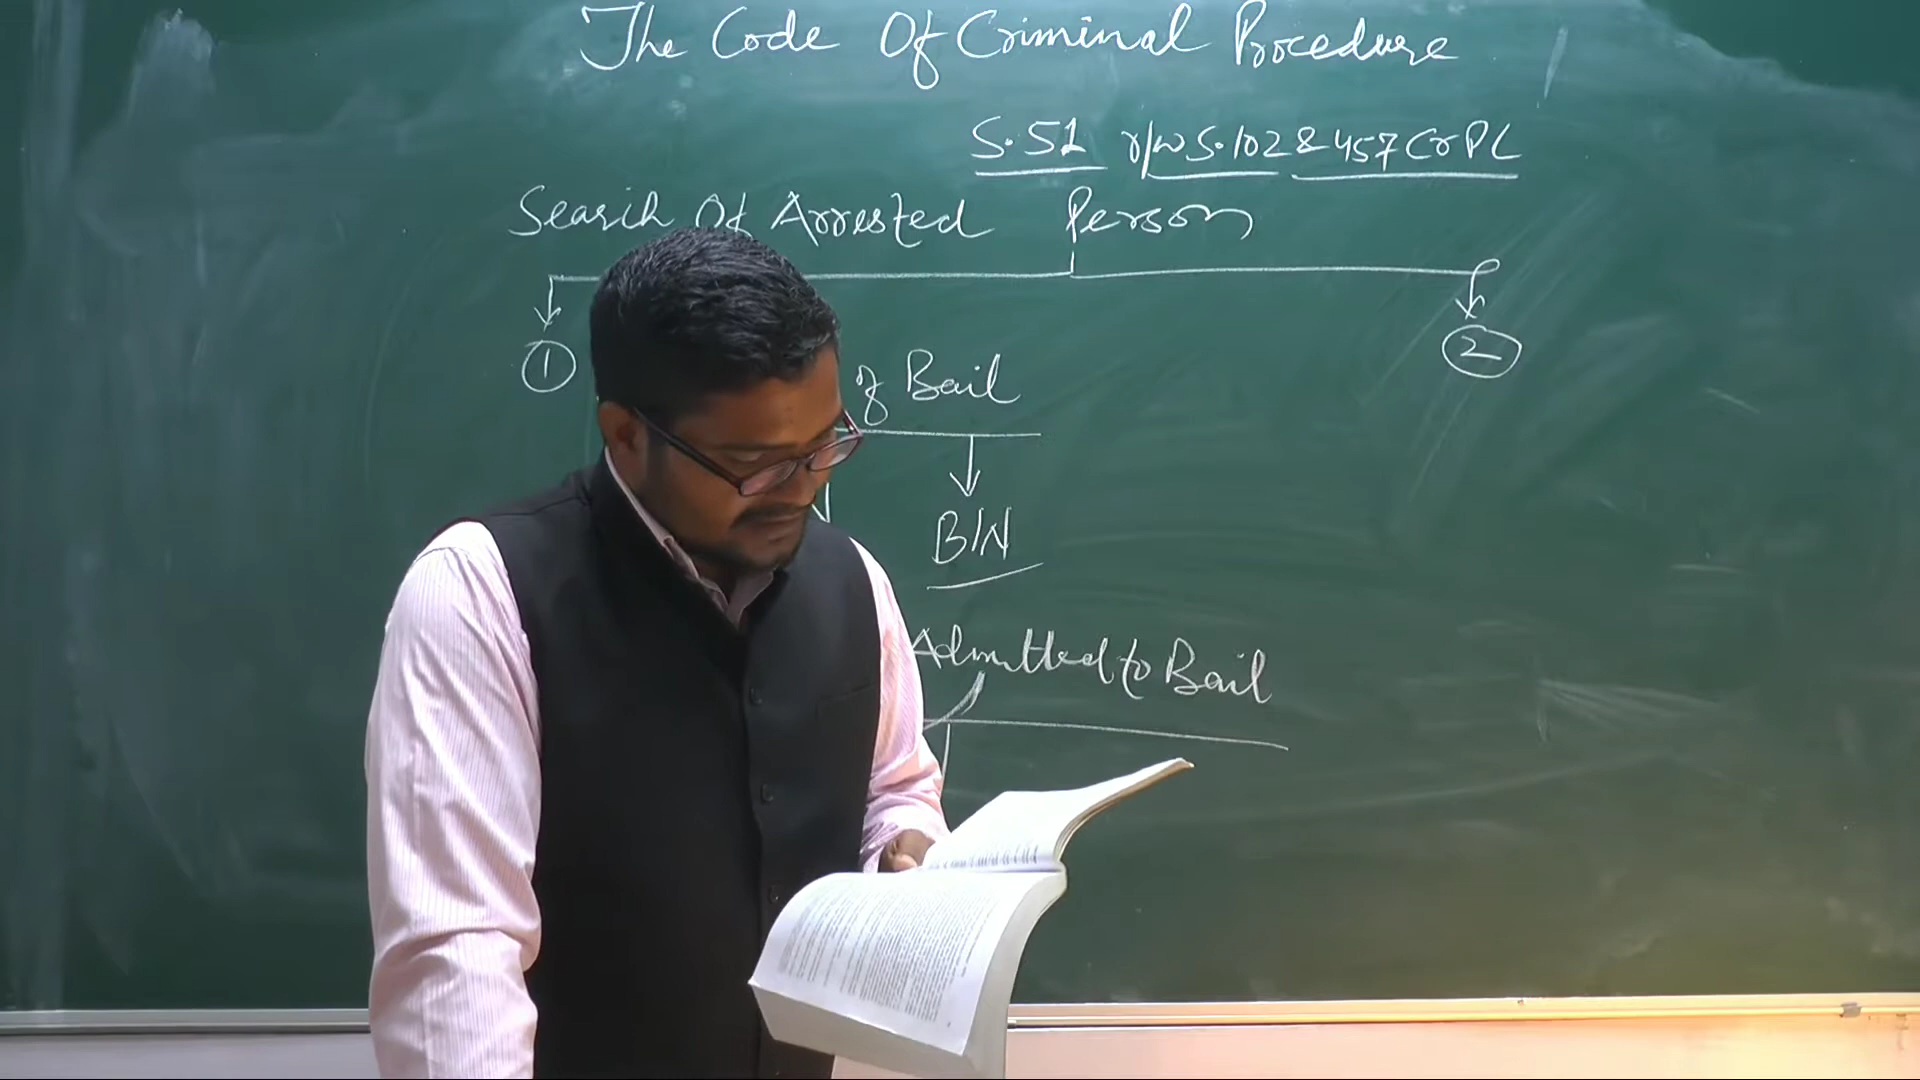 The Code Of Criminal Procedure
S. 51 r/w S. 102 & 457 CrPC
Search Of Arrested Person
1 2
of Bail
B/N
Admitted to Bail